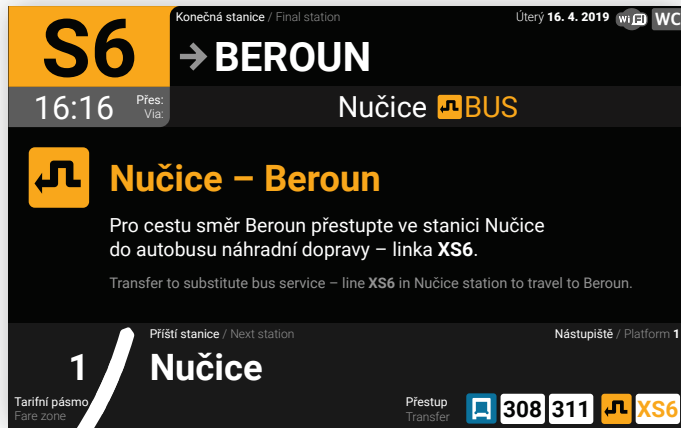 S6
Konečná stanice / Final station
Úterý 16. 4. 2019 WiFi WC
→ BEROUN
16:16 Přes:
Via:
Nučice BUS
Nučice – Beroun
Pro cestu směr Beroun přestupte ve stanici Nučice
do autobusu náhradní dopravy – linka XS6.
Transfer to substitute bus service – line XS6 in Nučice station to travel to Beroun.
Příští stanice / Next station
Nástupiště / Platform 1
1
Nučice
Tarifní pásmo
Fare zone
Přestup
Transfer
308 311 XS6